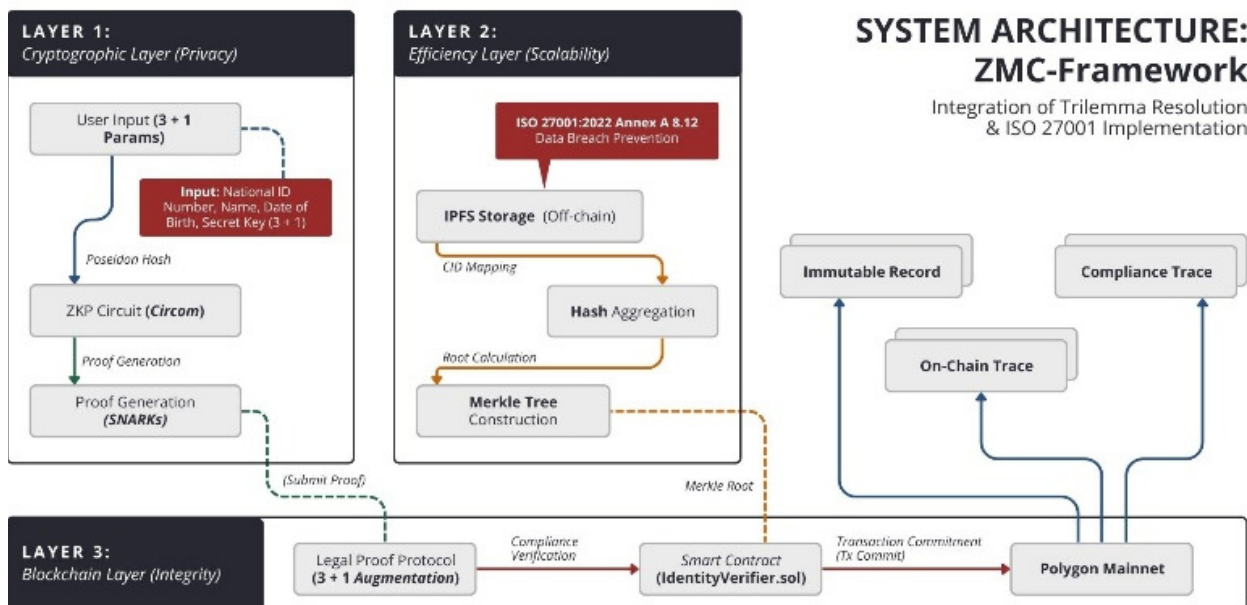 LAYER 1:
Cryptographic Layer (Privacy)
User Input (3 + 1
Params)
Input: National ID
Number, Name, Date of
Birth, Secret Key (3 + 1)
Poseidon Hash
ZKP Circuit (Circom)
Proof Generation
Proof Generation
(SNARKs)
(Submit Proof)
LAYER 2:
Efficiency Layer (Scalability)
ISO 27001:2022 Annex A 8.12
Data Breach Prevention
IPFS Storage (Off-chain)
CID Mapping
Hash Aggregation
Root Calculation
Merkle Tree
Construction
Merkle Root
SYSTEM ARCHITECTURE:
ZMC-Framework
Integration of Trilemma Resolution
& ISO 27001 Implementation
Immutable Record
Compliance Trace
On-Chain Trace
LAYER 3:
Blockchain Layer (Integrity)
Legal Proof Protocol
(3 + 1 Augmentation)
Compliance
Verification
Smart Contract
(IdentityVerifier.sol)
Transaction Commitment
(Tx Commit)
Polygon Mainnet